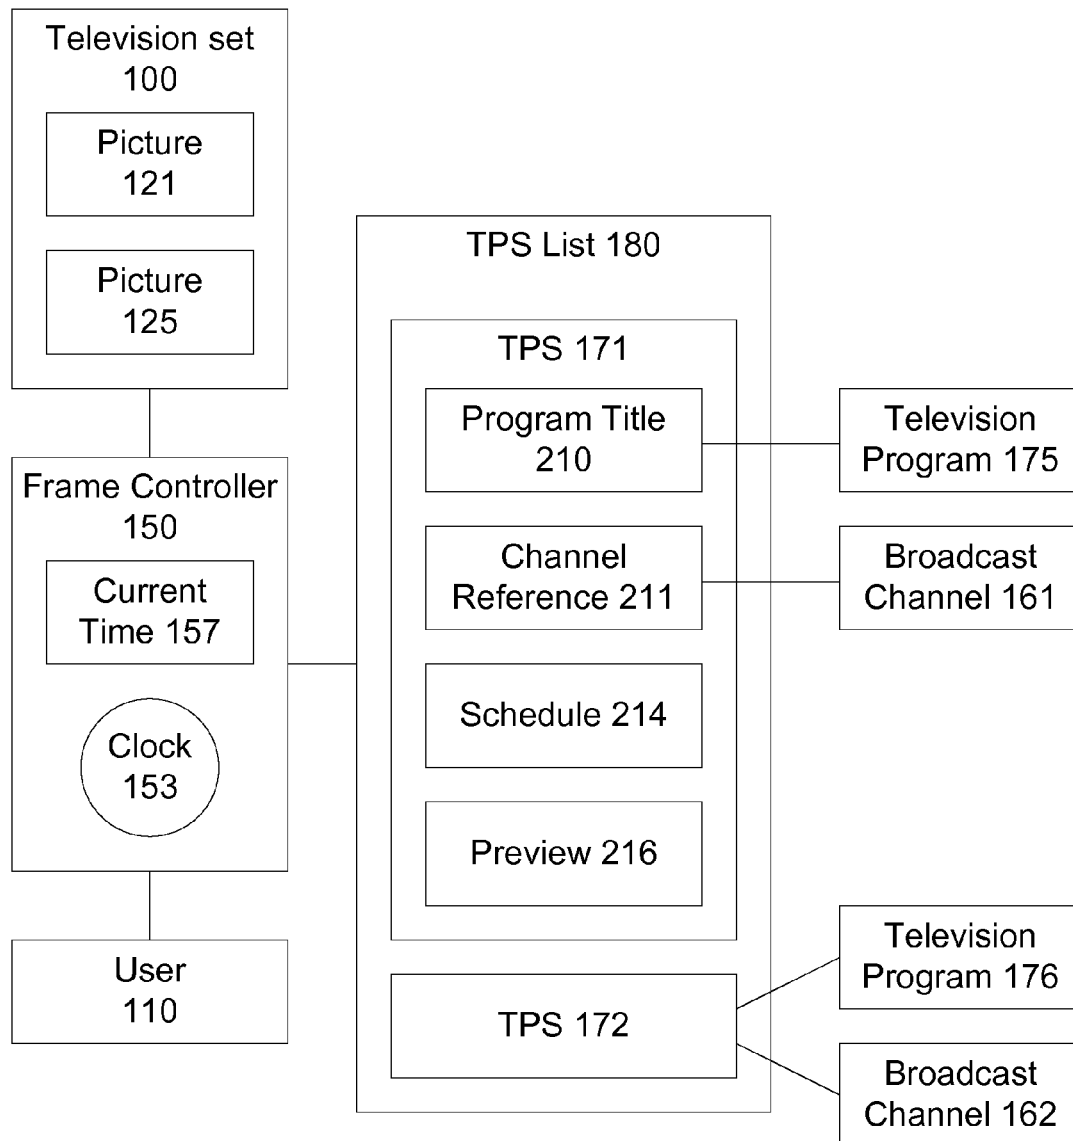 Television set
100
Picture
121
Picture
125
Frame Controller
150
Current
Time 157
Clock
153
User
110
TPS List 180
TPS 171
Program Title
210
Channel
Reference 211
Schedule 214
Preview 216
TPS 172
Television
Program 175
Broadcast
Channel 161
Television
Program 176
Broadcast
Channel 162